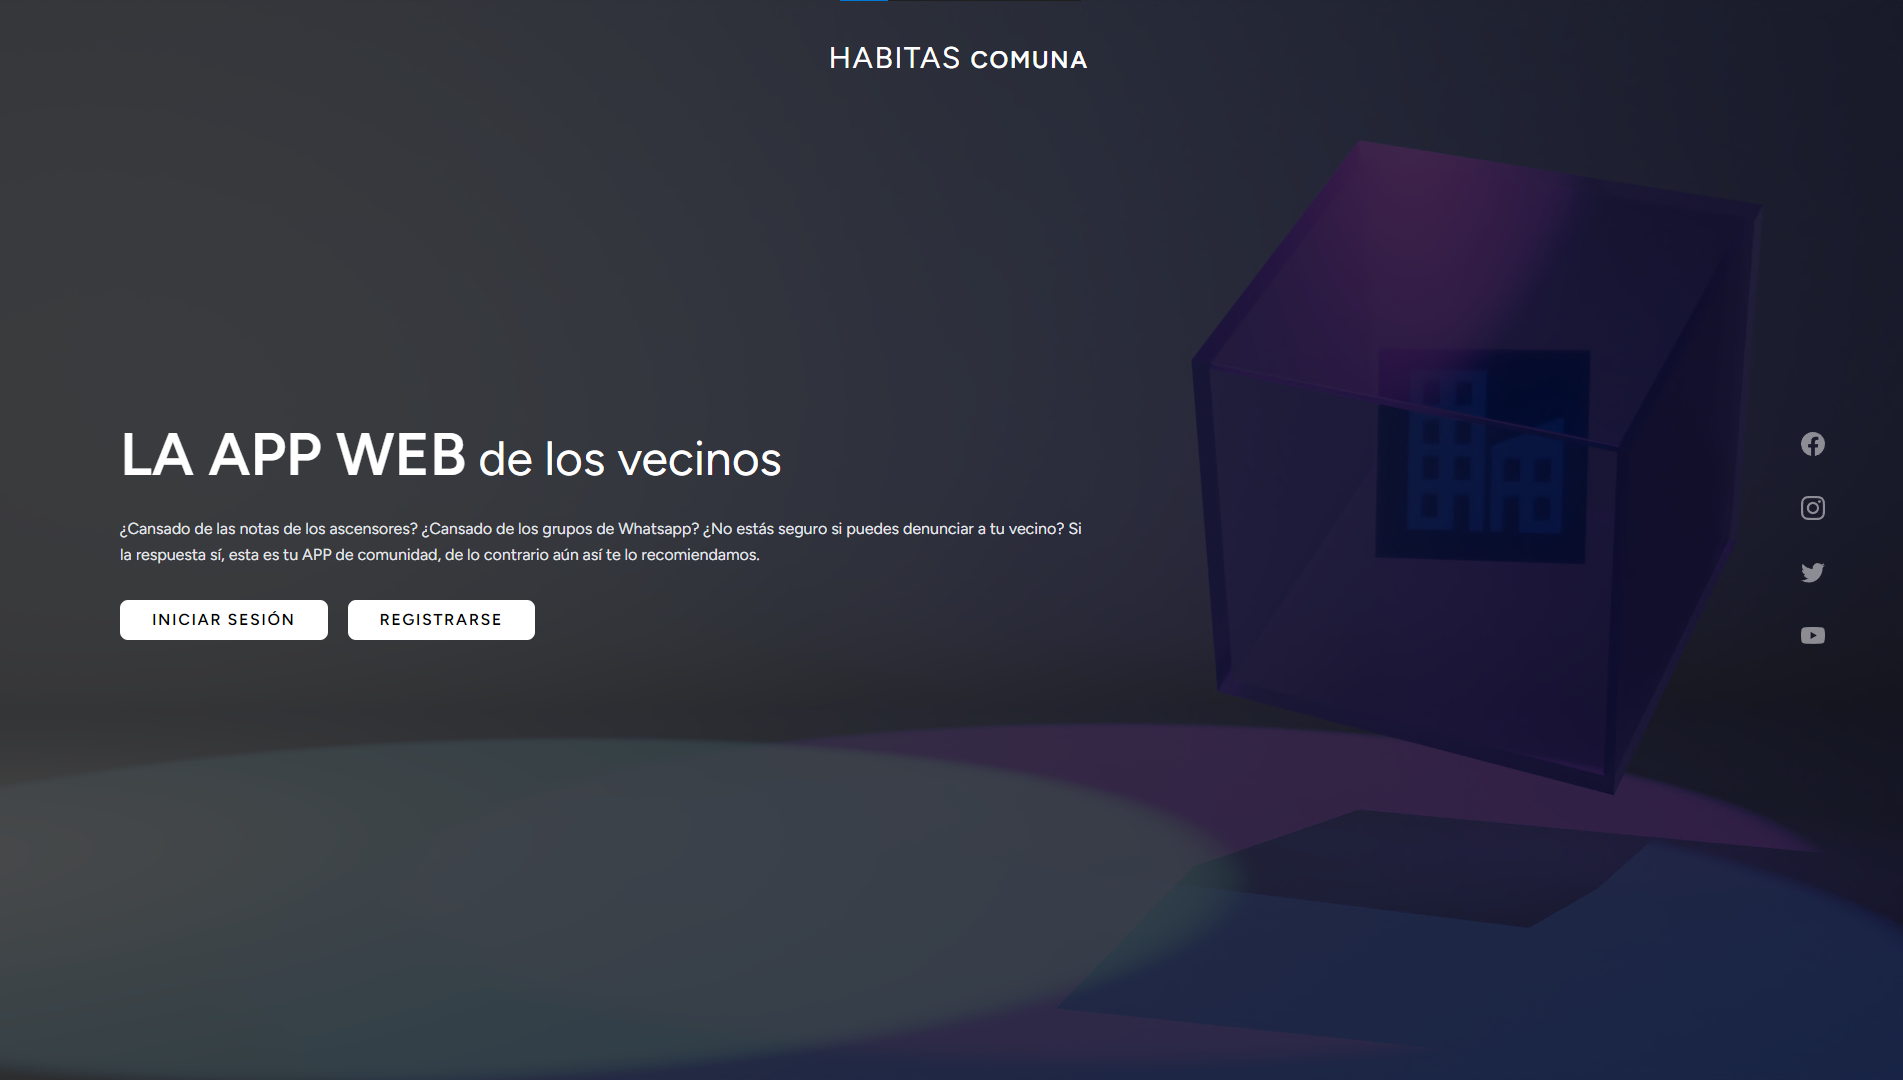 HABITAS COMUNA
LA APP WEB de los vecinos
¿Cansado de las notas de los ascensores? ¿Cansado de los grupos de Whatsapp? ¿No estás seguro si puedes denunciar a tu vecino? Si
la respuesta sí, esta es tu APP de comunidad, de lo contrario aún así te lo recomiendamos.
INICIAR SESIÓN REGISTRARSE